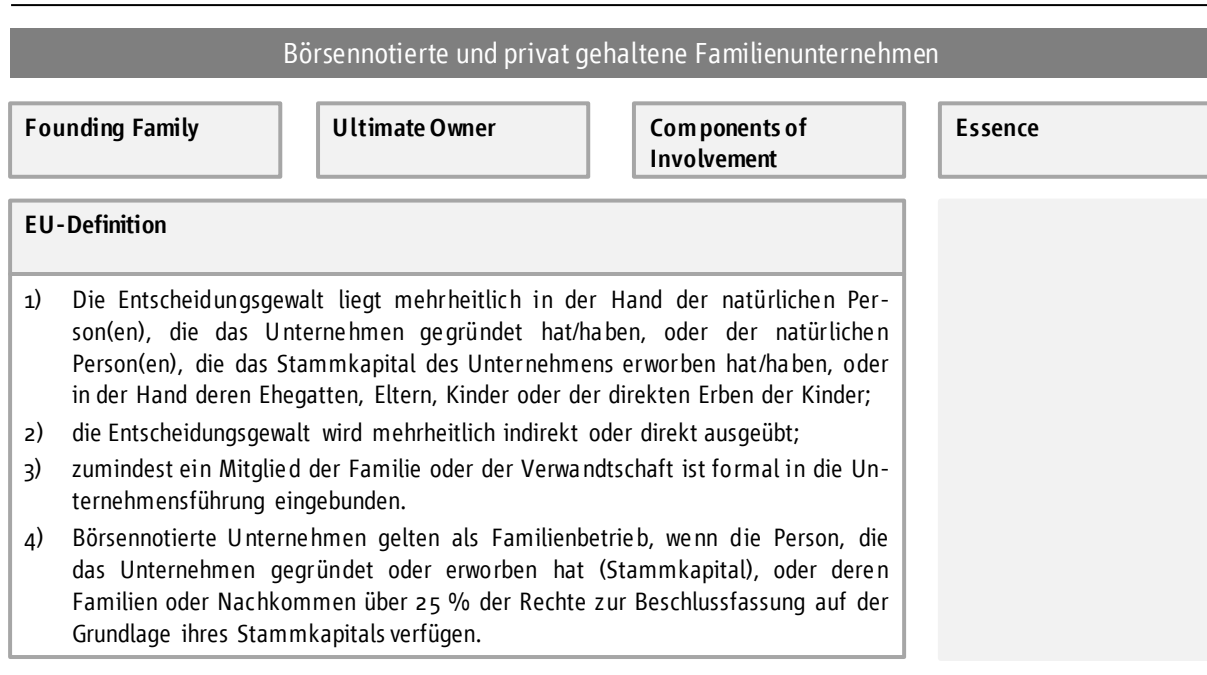 Börsennotierte und privat gehaltene Familienunternehmen
Founding Family
Ultimate Owner
Components of
Involvement
Essence
EU-Definition
1) Die Entscheidungsgewalt liegt mehrheitlich in der Hand der natürlichen Per-
son(en), die das Unternehmen gegründet hat/haben, oder der natürlichen
Person(en), die das Stammkapital des Unternehmens erworben hat/haben, oder
in der Hand deren Ehegatten, Eltern, Kinder oder der direkten Erben der Kinder;
2) die Entscheidungsgewalt wird mehrheitlich indirekt oder direkt ausgeübt;
3) zumindest ein Mitglied der Familie oder der Verwandtschaft ist formal in die Un-
ternehmensführung eingebunden.
4) Börsennotierte Unternehmen gelten als Familienbetrieb, wenn die Person, die
das Unternehmen gegründet oder erworben hat (Stammkapital), oder deren
Familien oder Nachkommen über 25 % der Rechte zur Beschlussfassung auf der
Grundlage ihres Stammkapitals verfügen.